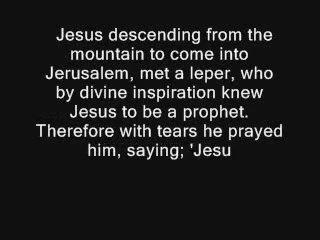 Jesus descending from the
mountain to come into
Jerusalem, met a leper, who
by divine inspiration knew
Jesus to be a prophet.
Therefore with tears he prayed
him, saying; 'Jesu